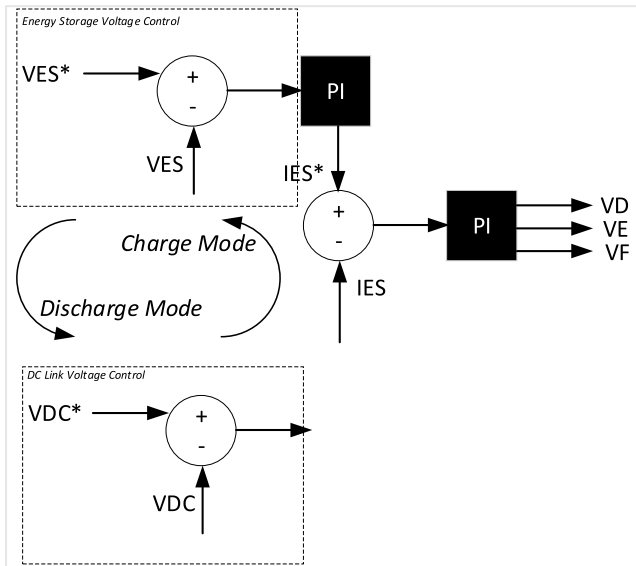 Energy Storage Voltage Control
VES*
+
-
VES
PI
IES*
+
-
IES
PI
VD
VE
VF
Charge Mode
Discharge Mode
DC Link Voltage Control
VDC*
+
-
VDC